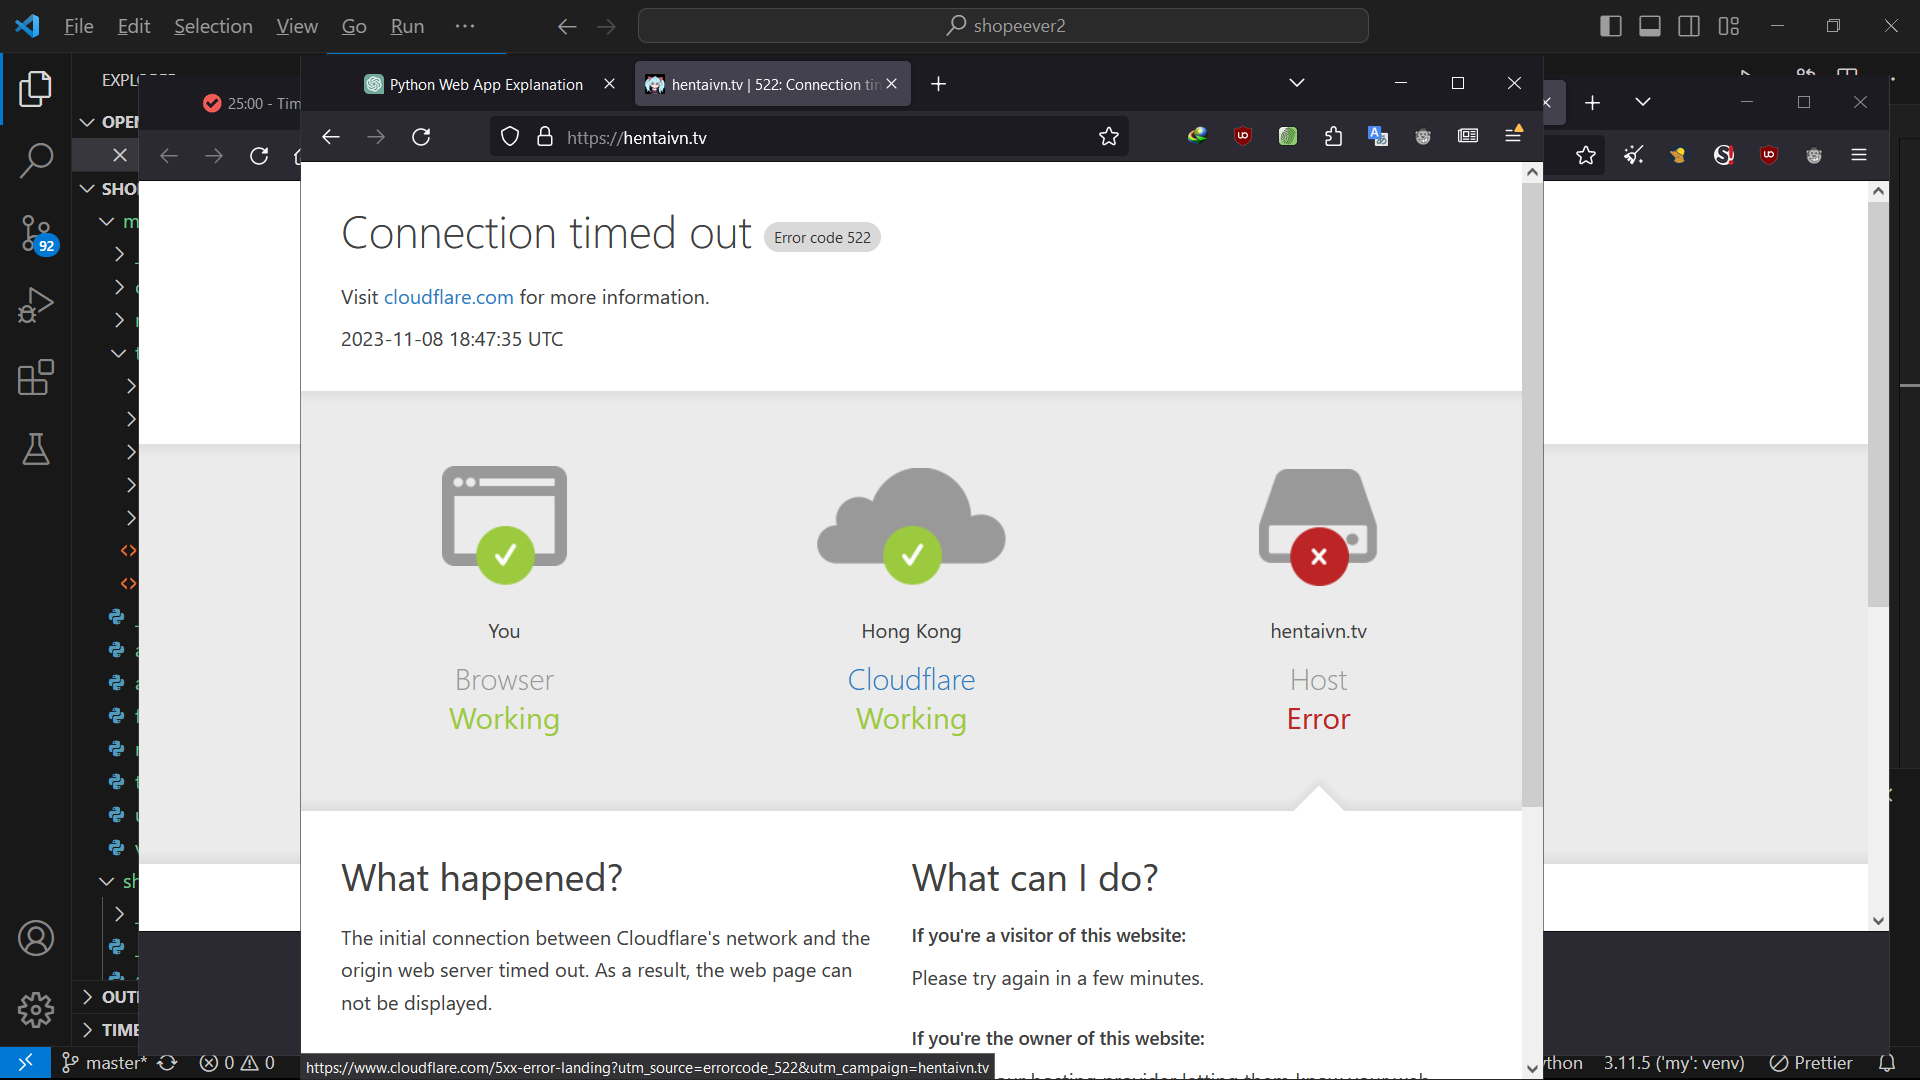 File Edit Selection View Go Run ···
shopeever2
25:00 - Tim
Python Web App Explanation
hentaivn.tv | 522: Connection tim
https://hentaivn.tv
92
Connection timed out Error code 522
Visit cloudflare.com for more information.
2023-11-08 18:47:35 UTC
You
Browser
Working
Hong Kong
Cloudflare
Working
hentaivn.tv
Host
Error
What happened?
The initial connection between Cloudflare's network and the
origin web server timed out. As a result, the web page can
not be displayed.
What can I do?
If you're a visitor of this website:
Please try again in a few minutes.
If you're the owner of this website:
https://www.cloudflare.com/5xx-error-landing?utm_source=errorcode_522&utm_campaign=hentaivn.tv
master*
0 0
3.11.5 ('my': venv)
Prettier